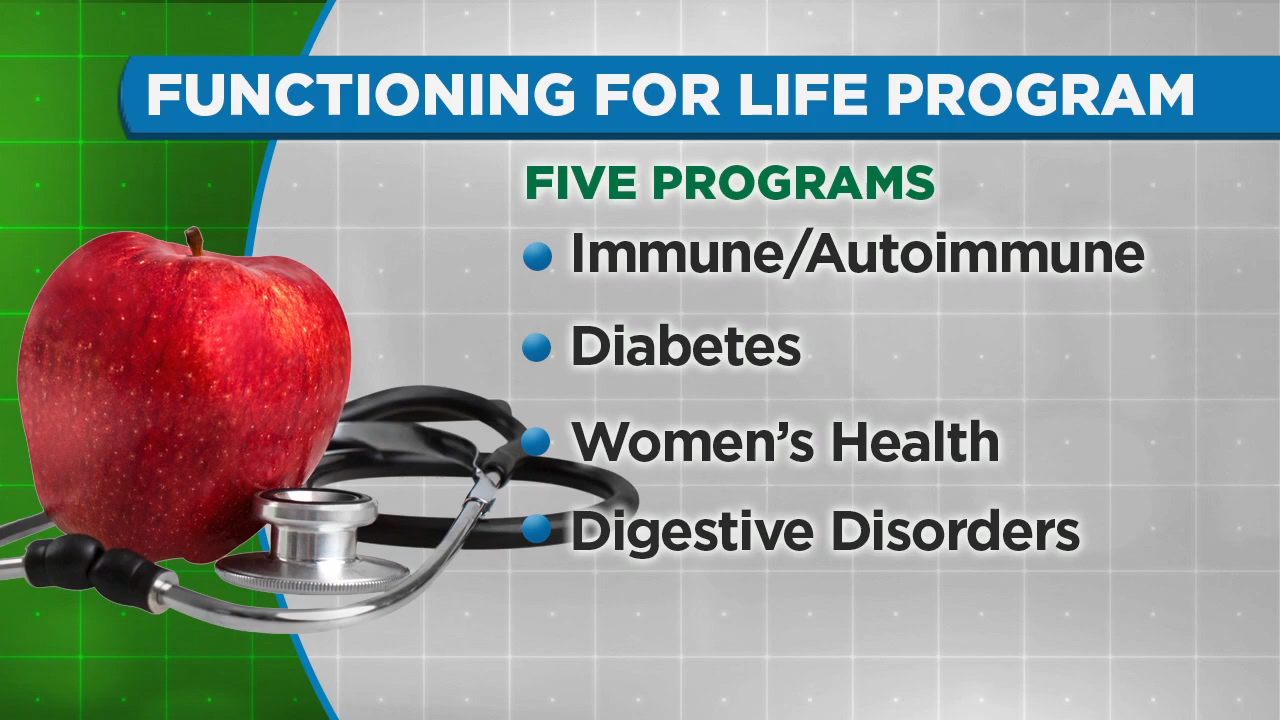 FUNCTIONING FOR LIFE PROGRAM
FIVE PROGRAMS
Immune/Autoimmune
Diabetes
Women’s Health
Digestive Disorders